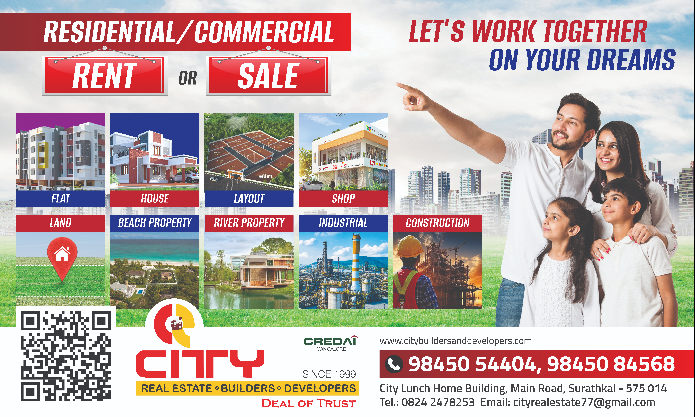 RESIDENTIAL/COMMERCIAL
RENT OR SALE
LET'S WORK TOGETHER
ON YOUR DREAMS
FLAT
HOUSE
LAYOUT
SHOP
LAND
BEACH PROPERTY
RIVER PROPERTY
INDUSTRIAL
CONSTRUCTION
CITY
SINCE 1999
REAL ESTATE • BUILDERS • DEVELOPERS
DEAL OF TRUST
CREDAI
MANGALORE
www.citybuildersanddevelopers.com
98450 54404, 98450 84568
City Lunch Home Building, Main Road, Surathkal - 575 014
Tel.: 0824 2478253 Email: cityrealestate77@gmail.com